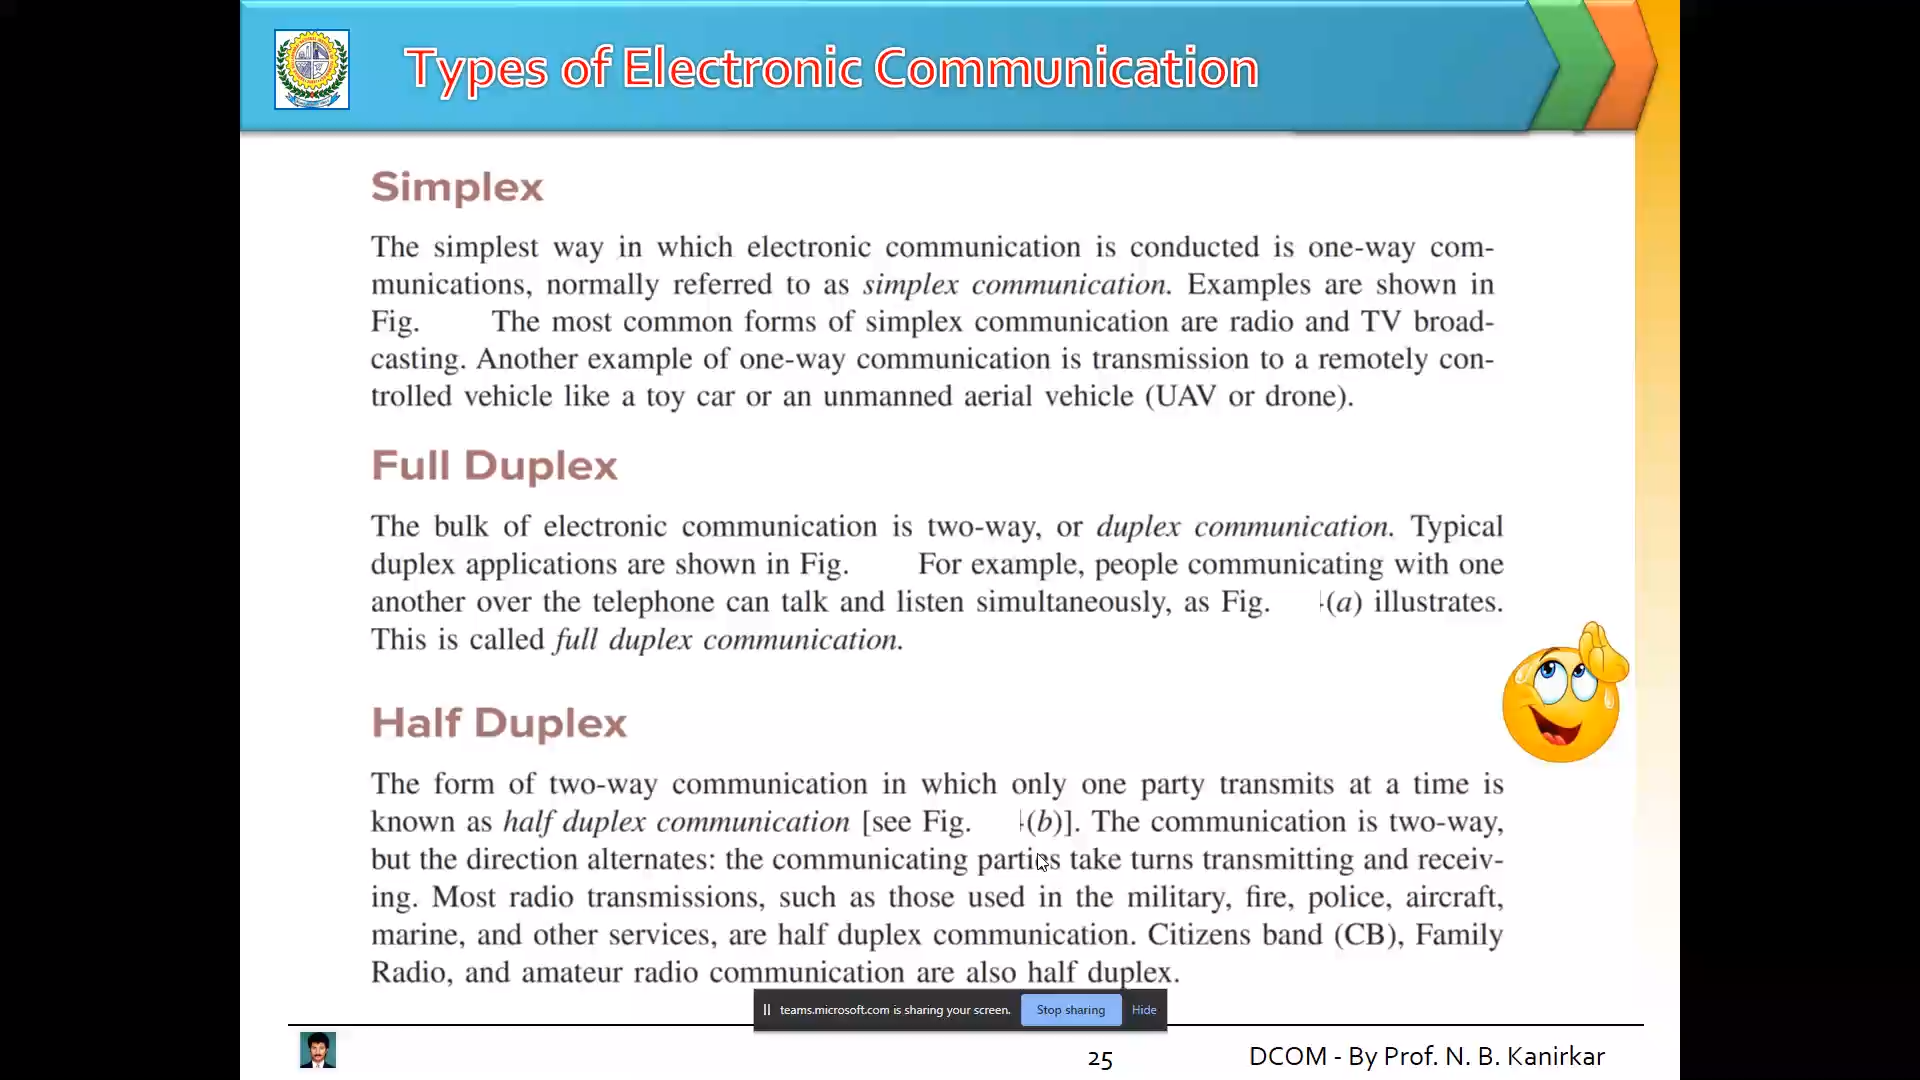 Types of Electronic Communication
Simplex
The simplest way in which electronic communication is conducted is one-way com-
munications, normally referred to as simplex communication. Examples are shown in
Fig. The most common forms of simplex communication are radio and TV broad-
casting. Another example of one-way communication is transmission to a remotely con-
trolled vehicle like a toy car or an unmanned aerial vehicle (UAV or drone).
Full Duplex
The bulk of electronic communication is two-way, or duplex communication. Typical
duplex applications are shown in Fig. For example, people communicating with one
another over the telephone can talk and listen simultaneously, as Fig. (a) illustrates.
This is called full duplex communication.
Half Duplex
The form of two-way communication in which only one party transmits at a time is
known as half duplex communication [see Fig. (b)]. The communication is two-way,
but the direction alternates: the communicating parties take turns transmitting and receiv-
ing. Most radio transmissions, such as those used in the military, fire, police, aircraft,
marine, and other services, are half duplex communication. Citizens band (CB), Family
Radio, and amateur radio communication are also half duplex.
teams.microsoft.com is sharing your screen. Stop sharing Hide
25 DCOM - By Prof. N. B. Kanirkar